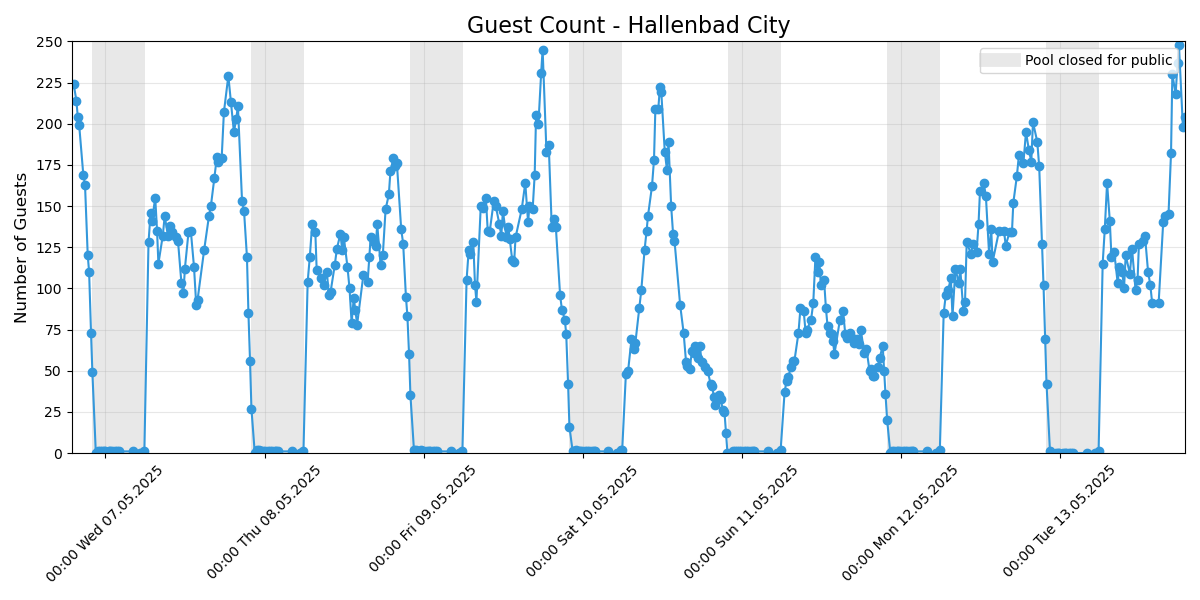 Guest Count - Hallenbad City
Number of Guests
250
225
200
175
150
125
100
75
50
25
0
Pool closed for public
00:00 Wed 07.05.2025
00:00 Thu 08.05.2025
00:00 Fri 09.05.2025
00:00 Sat 10.05.2025
00:00 Sun 11.05.2025
00:00 Mon 12.05.2025
00:00 Tue 13.05.2025